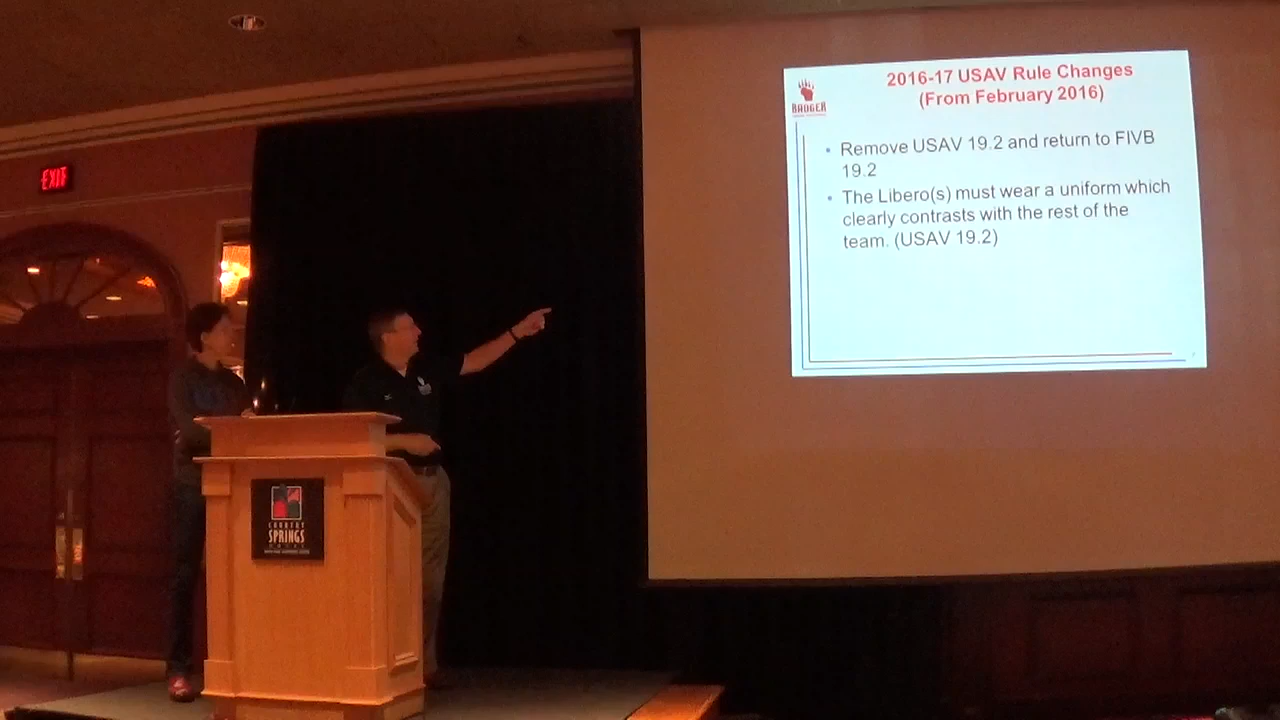 EXIT
BADGER
2016-17 USAV Rule Changes
(From February 2016)
• Remove USAV 19.2 and return to FIVB
19.2
• The Libero(s) must wear a uniform which
clearly contrasts with the rest of the
team. (USAV 19.2)
COUNTRY
SPRINGS
HOTEL